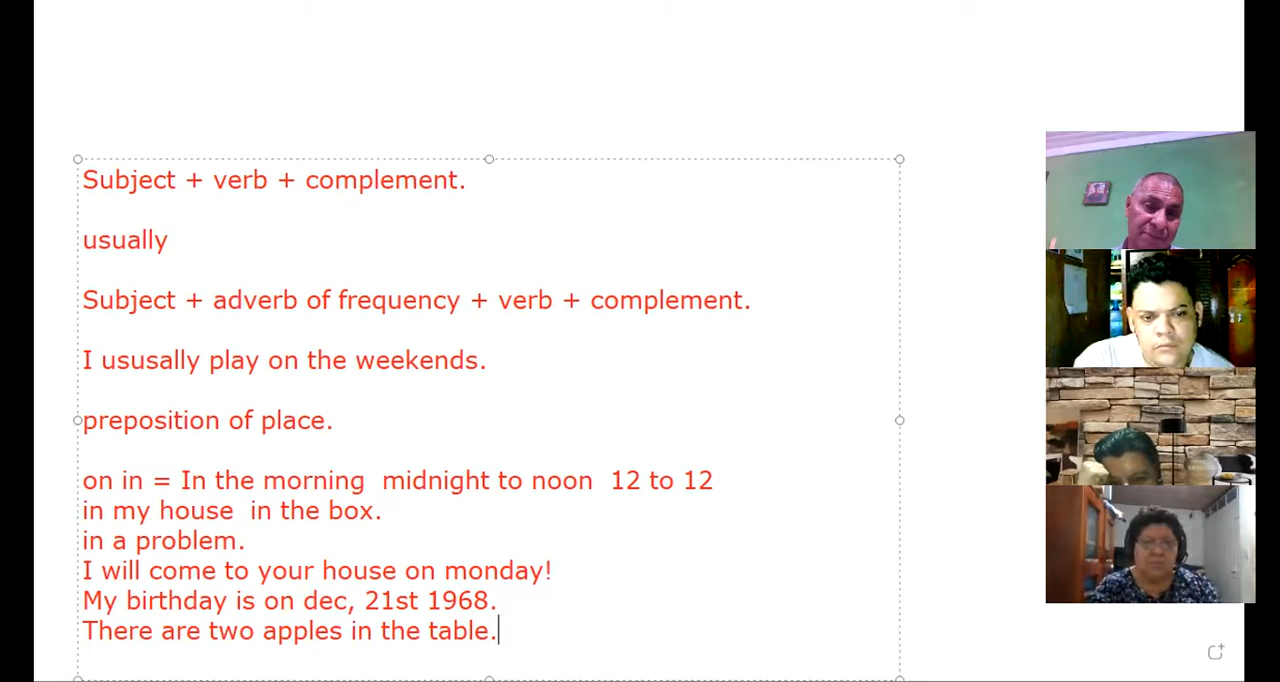 Subject + verb + complement.
usually
Subject + adverb of frequency + verb + complement.
I ususally play on the weekends.
preposition of place.
on in = In the morning  midnight to noon  12 to 12
in my house  in the box.
in a problem.
I will come to your house on monday!
My birthday is on dec, 21st 1968.
There are two apples in the table.